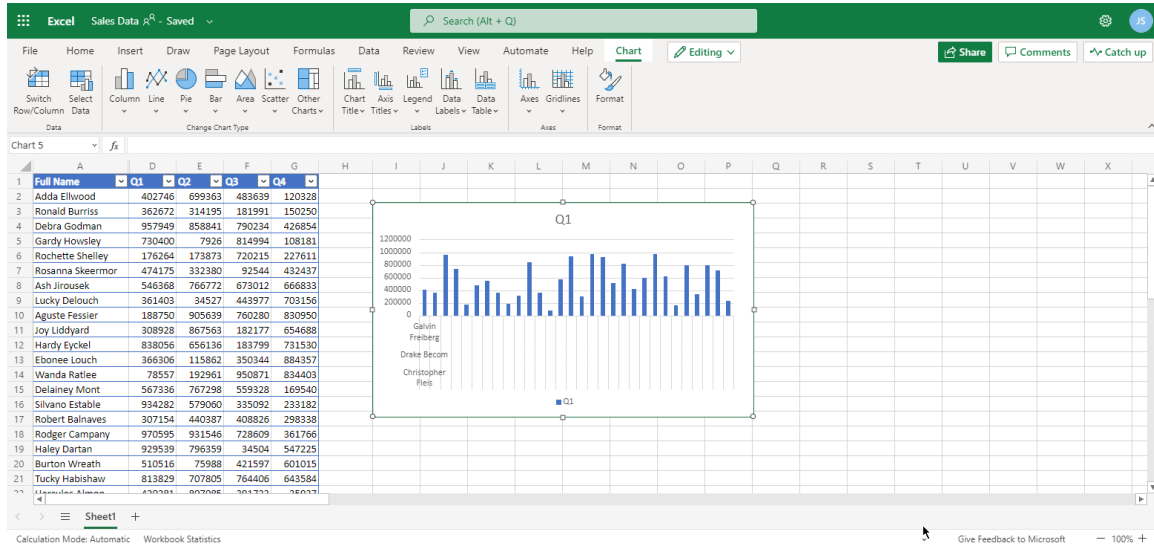 Excel Sales Data - Saved Search (Alt + Q) JS
File Home Insert Draw Page Layout Formulas Data Review View Automate Help Chart Editing Share Comments Catch up
Switch Row/Column Select Data Column Line Pie Bar Area Scatter Other Charts Chart Title Axis Titles Legend Data Labels Data Table Axes Gridlines Format
Data Change Chart Type Labels Axes Format
Chart 5 fx
A D E F G H I J K L M N O P Q R S T U V W X
1 Full Name Q1 Q2 Q3 Q4
2 Adda Ellwood 402746 699363 483639 120328
3 Ronald Burriss 362672 314195 181991 150250
4 Debra Godman 957949 858841 790234 426854
5 Gardy Howsley 730400 7926 814994 108181
6 Rochette Shelley 176264 173873 720215 227611
7 Rosanna Skeermor 474175 332380 92544 432437
8 Ash Jirousek 546368 766772 673012 666833
9 Lucky Delouch 361403 34527 443977 703156
10 Aguste Fessier 188750 905639 760280 830950
11 Joy Liddyard 308928 867563 182177 654688
12 Hardy Eyckel 838056 656136 183799 731530
13 Ebonee Louch 366306 115862 350344 884357
14 Wanda Ratlee 78557 192961 950871 834403
15 Delainey Mont 567336 767298 559328 169540
16 Silvano Estable 934282 579060 335092 233182
17 Robert Balnaves 307154 440387 408826 298338
18 Rodger Campany 970595 931546 728609 361766
19 Haley Dartan 929539 796359 34504 547225
20 Burton Wreath 510516 75988 421597 601015
21 Tucky Habishaw 813829 707805 764406 643584
Q1
1200000
1000000
800000
600000
400000
200000
0
Galvin
Freiberg
Drake Becom
Christopher
Fleis
Q1
Sheet1
Calculation Mode: Automatic Workbook Statistics Give Feedback to Microsoft 100%